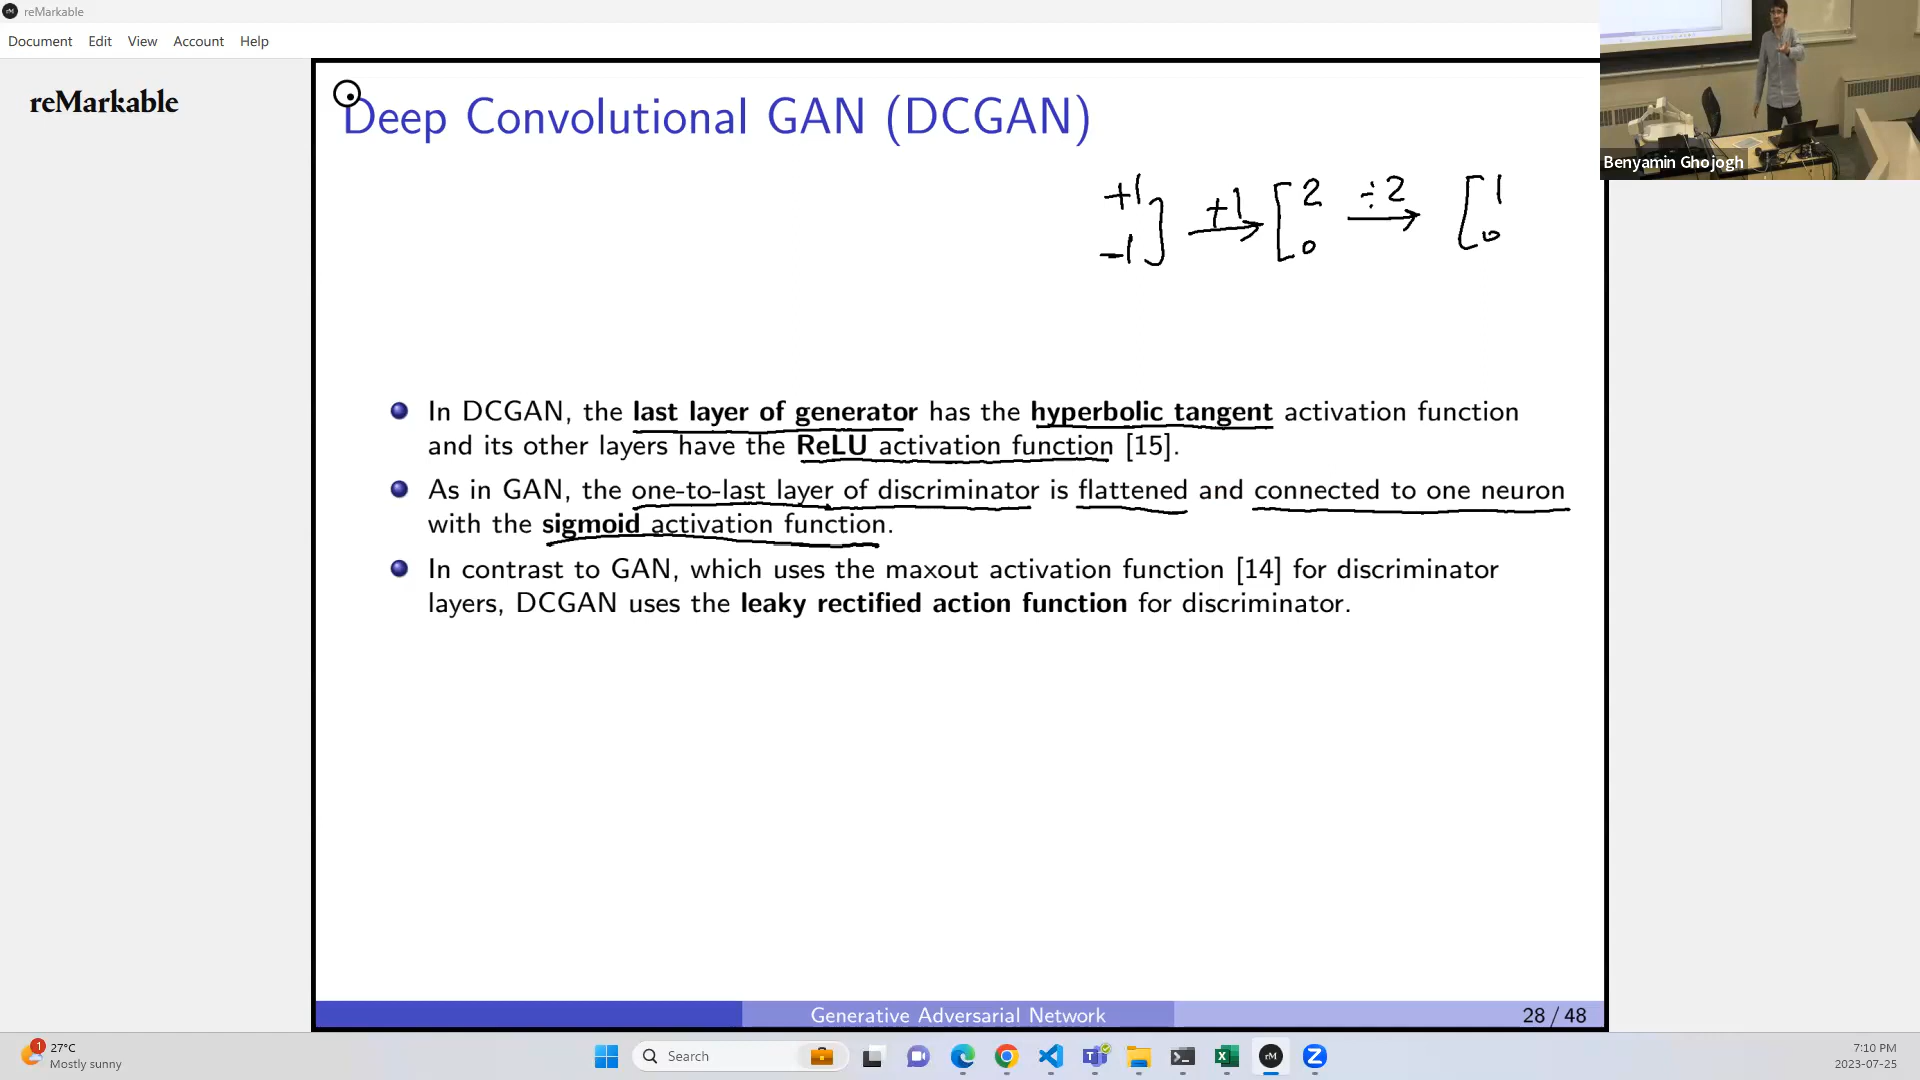 reMarkable
Document Edit View Account Help
reMarkable
Deep Convolutional GAN (DCGAN)
+1 +1 2 ÷2 1
-1 0 0
In DCGAN, the last layer of generator has the hyperbolic tangent activation function
and its other layers have the ReLU activation function [15].
As in GAN, the one-to-last layer of discriminator is flattened and connected to one neuron
with the sigmoid activation function.
In contrast to GAN, which uses the maxout activation function [14] for discriminator
layers, DCGAN uses the leaky rectified action function for discriminator.
Generative Adversarial Network 28 / 48
Benyamin Ghojogh
1
27°C
Mostly sunny
Search
rM
7:10 PM
2023-07-25